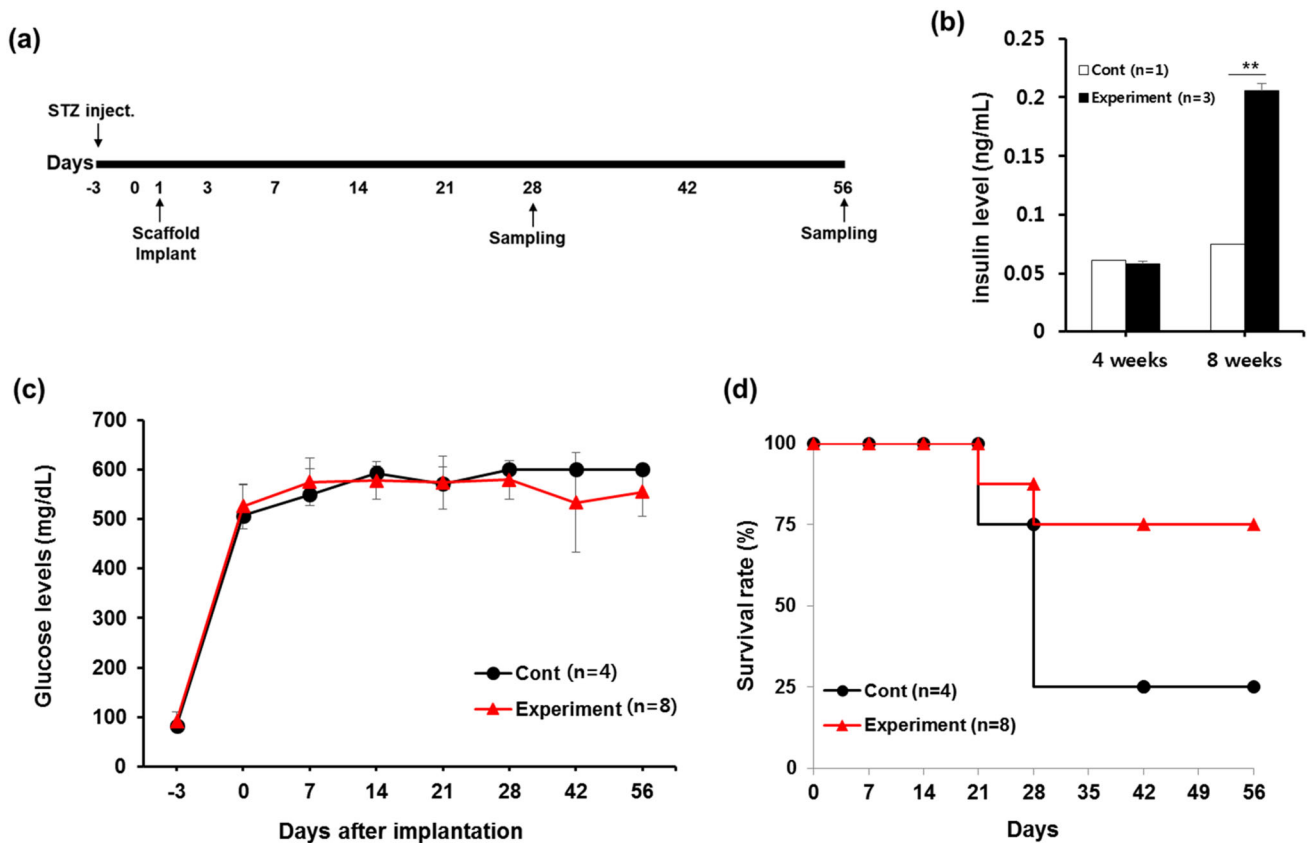 (a)
STZ inject.
Days
-3 0 1 3 7 14 21 28 42 56
Scaffold
Implant
Sampling
Sampling
(b)
insulin level (ng/mL)
0.25
0.2
0.15
0.1
0.05
0
Cont (n=1)
Experiment (n=3)
**
4 weeks 8 weeks
(c)
Glucose levels (mg/dL)
700
600
500
400
300
200
100
0
Cont (n=4)
Experiment (n=8)
-3 0 7 14 21 28 42 56
Days after implantation
(d)
Survival rate (%)
100
75
50
25
0
Cont (n=4)
Experiment (n=8)
0 7 14 21 28 35 42 49 56
Days